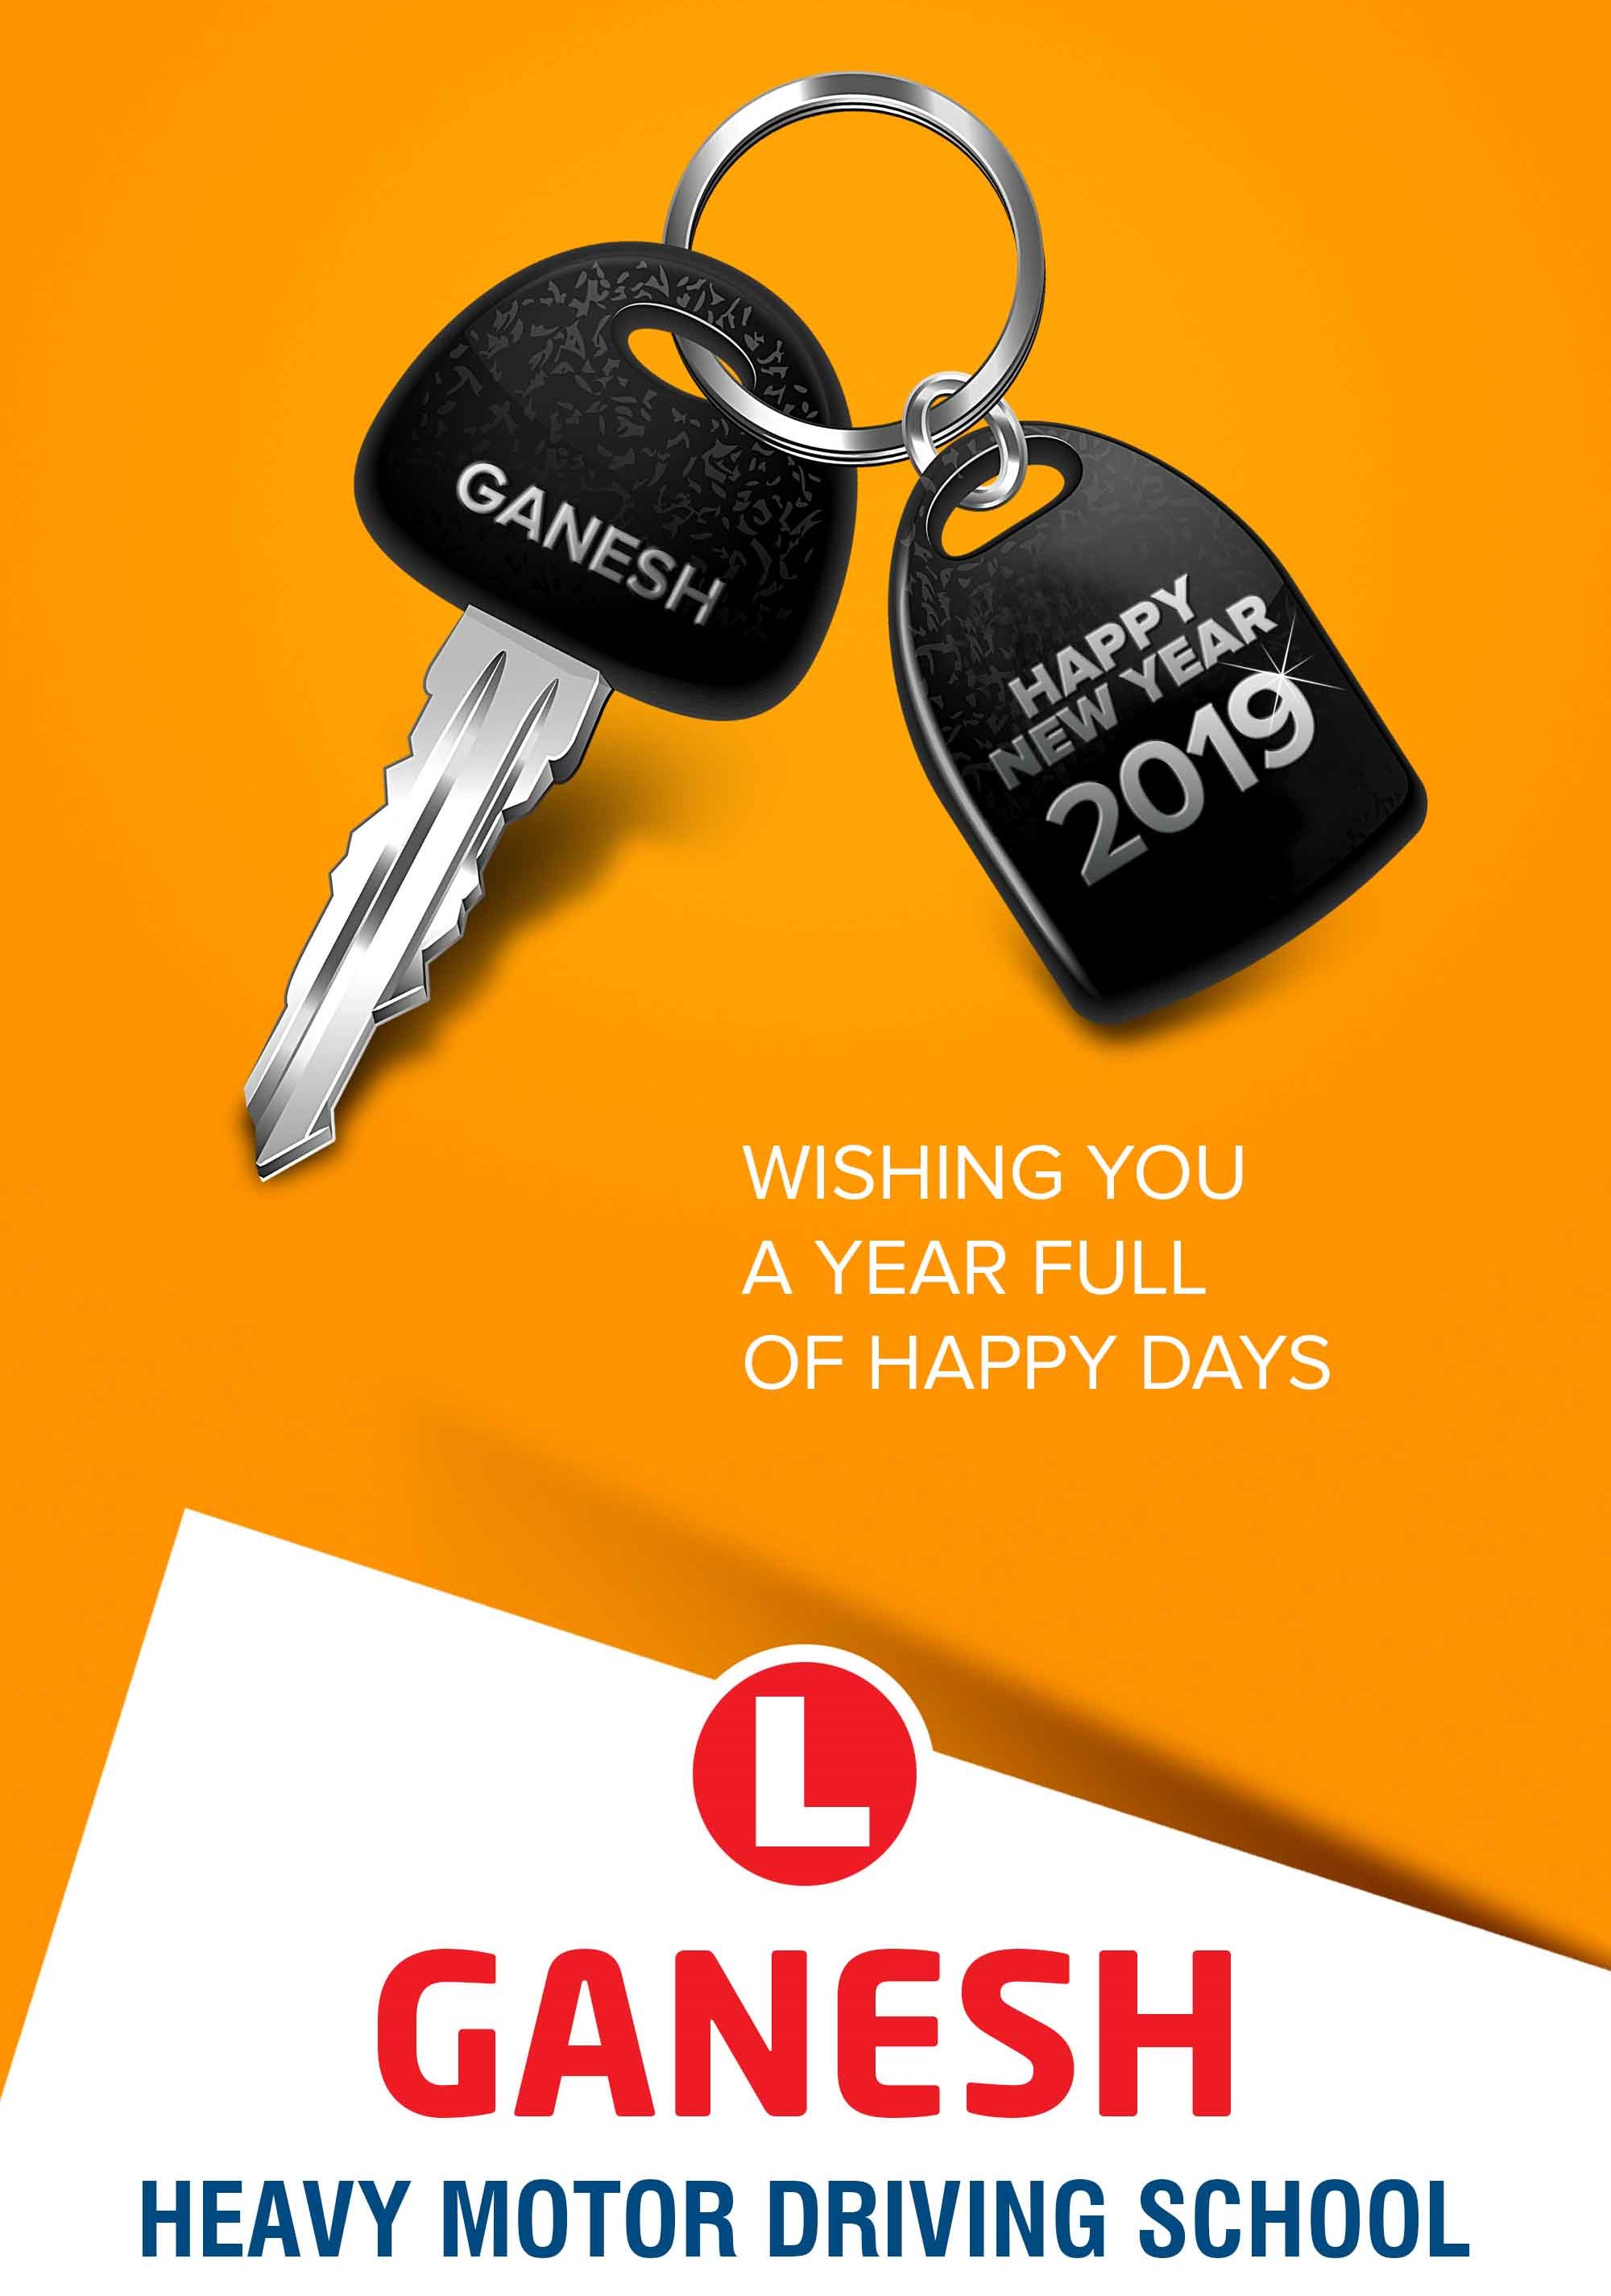 GANESH
HAPPY
NEW YEAR
2019
WISHING YOU
A YEAR FULL
OF HAPPY DAYS
L
GANESH
HEAVY MOTOR DRIVING SCHOOL